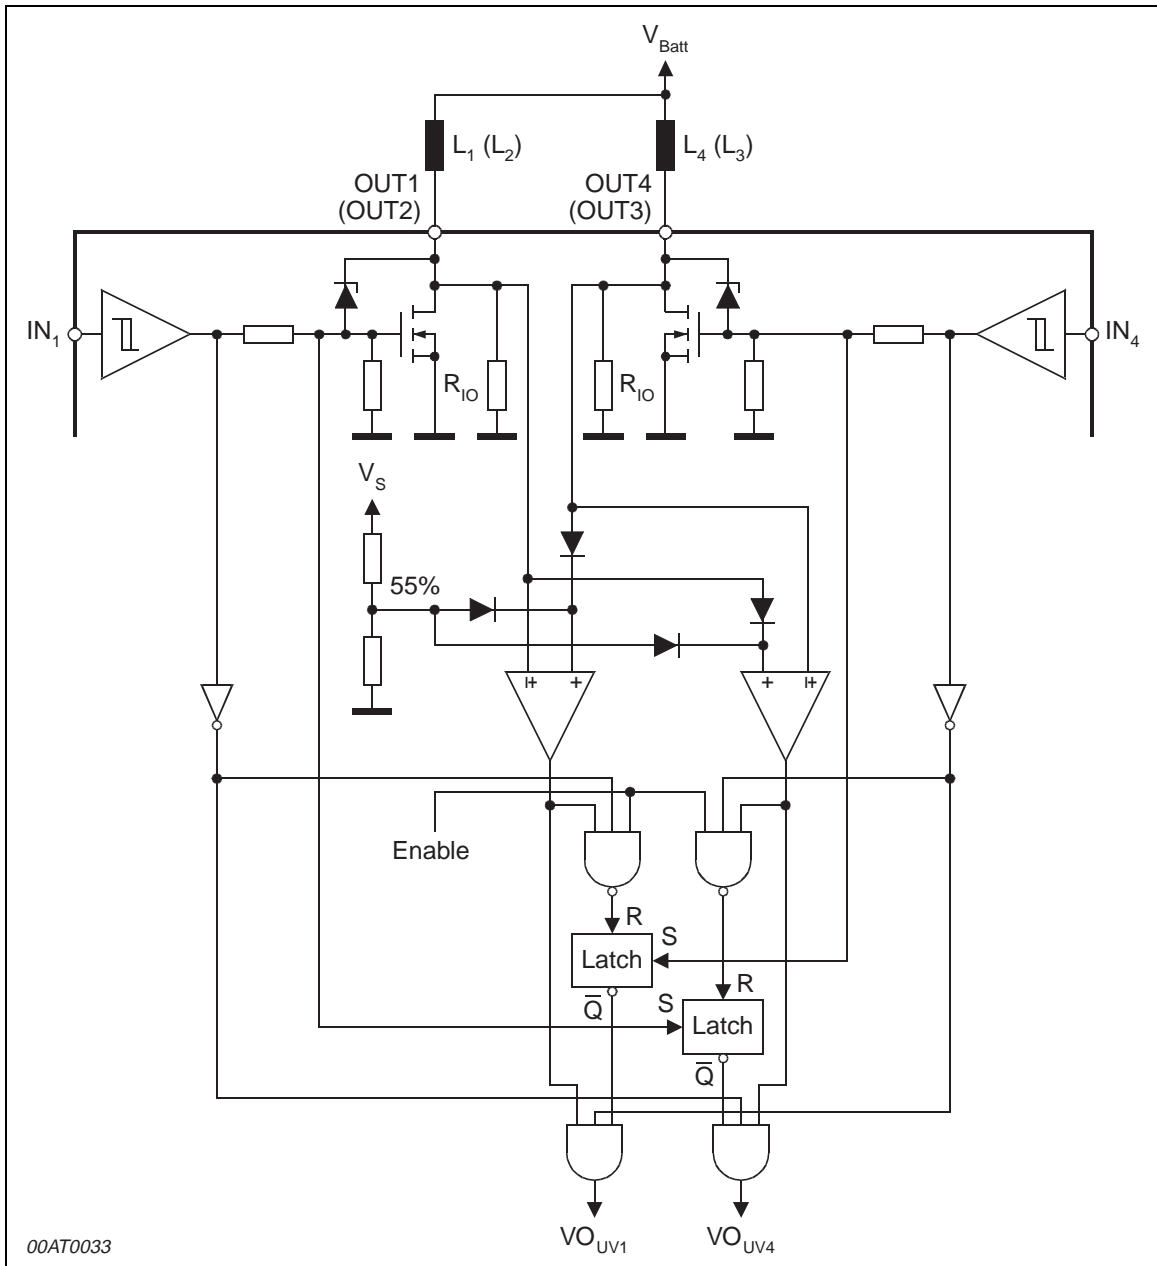 V_Batt
L_1 (L_2)
L_4 (L_3)
OUT1
(OUT2)
OUT4
(OUT3)
IN_1
IN_4
R_IO
R_IO
V_S
55%
I+
+
+
I+
Enable
R
S
Latch
Q̅
R
S
Latch
Q̅
VO_UV1
VO_UV4
00AT0033